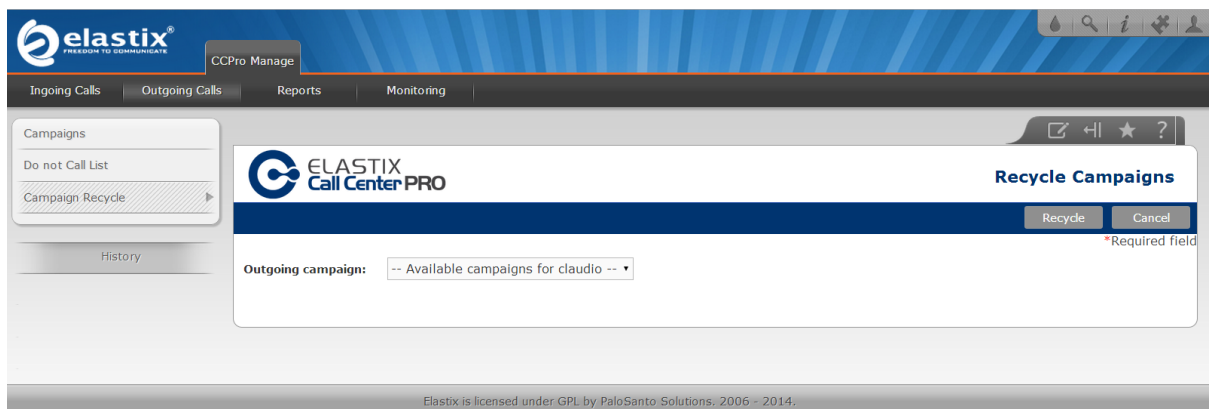 elastix®
FREEDOM TO COMMUNICATE
CCPro Manage
Ingoing Calls Outgoing Calls Reports Monitoring
Campaigns
Do not Call List
Campaign Recycle
History
ELASTIX
Call Center PRO
Recycle Campaigns
Recycle Cancel
*Required field
Outgoing campaign: -- Available campaigns for claudio --
Elastix is licensed under GPL by PaloSanto Solutions. 2006 - 2014.